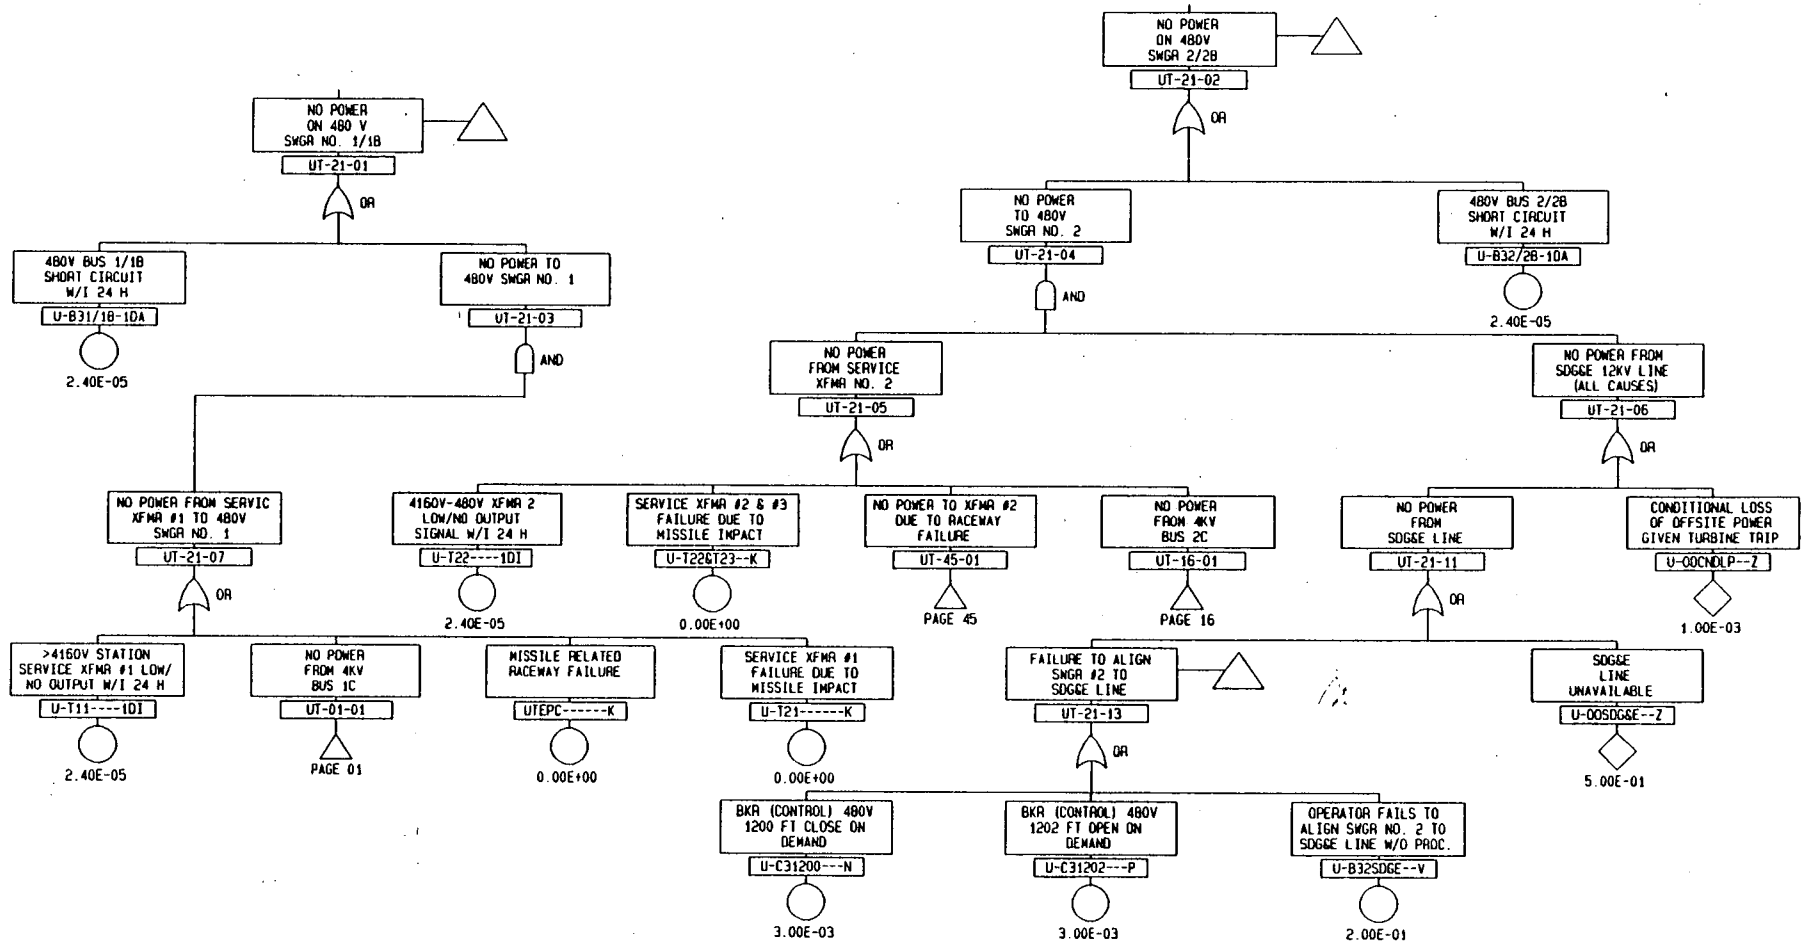 NO POWER
ON 480V
SWGR 2/2B
UT-21-02
OR
NO POWER
ON 480 V
SWGR NO. 1/1B
UT-21-01
OR
480V BUS 1/1B
SHORT CIRCUIT
W/I 24 H
U-B31/1B-1DA
2.40E-05
NO POWER TO
480V SWGR NO. 1
UT-21-03
AND
NO POWER
TO 480V
SWGR NO. 2
UT-21-04
AND
480V BUS 2/2B
SHORT CIRCUIT
W/I 24 H
U-B32/2B-1DA
2.40E-05
NO POWER
FROM SERVICE
XFMR NO. 2
UT-21-05
OR
NO POWER FROM
SDG&E 12KV LINE
(ALL CAUSES)
UT-21-06
OR
NO POWER FROM SERVIC
XFMR #1 TO 480V
SWGR NO. 1
UT-21-07
OR
4160V-480V XFMR 2
LOW/NO OUTPUT
SIGNAL W/I 24 H
U-T22----1DI
2.40E-05
SERVICE XFMR #2 & #3
FAILURE DUE TO
MISSILE IMPACT
U-T22&T23--K
0.00E+00
NO POWER TO XFMR #2
DUE TO RACEWAY
FAILURE
UT-45-01
PAGE 45
NO POWER
FROM 4KV
BUS 2C
UT-16-01
PAGE 16
NO POWER
FROM
SDG&E LINE
UT-21-11
OR
CONDITIONAL LOSS
OF OFFSITE POWER
GIVEN TURBINE TRIP
U-OOCNDLP--Z
1.00E-03
>4160V STATION
SERVICE XFMR #1 LOW/
NO OUTPUT W/I 24 H
U-T11----1DI
2.40E-05
NO POWER
FROM 4KV
BUS 1C
UT-01-01
PAGE 01
MISSILE RELATED
RACEWAY FAILURE
UTEPC------K
0.00E+00
SERVICE XFMR #1
FAILURE DUE TO
MISSILE IMPACT
U-T21------K
0.00E+00
FAILURE TO ALIGN
SWGR #2 TO
SDG&E LINE
UT-21-13
OR
SDG&E
LINE
UNAVAILABLE
U-OOSDG&E--Z
5.00E-01
BKR (CONTROL) 480V
1200 FT CLOSE ON
DEMAND
U-C31200---N
3.00E-03
BKR (CONTROL) 480V
1202 FT OPEN ON
DEMAND
U-C31202---P
3.00E-03
OPERATOR FAILS TO
ALIGN SWGR NO. 2 TO
SDG&E LINE W/O PROC.
U-B32SDGE--V
2.00E-01